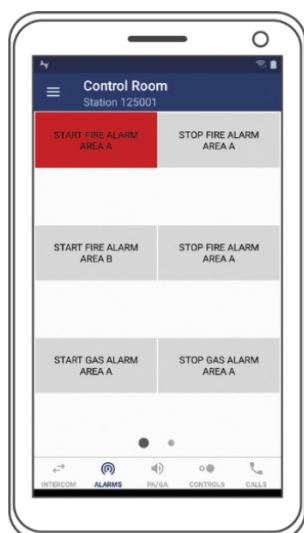 Control Room
Station 125001
START FIRE ALARM
AREA A
STOP FIRE ALARM
AREA A
START FIRE ALARM
AREA B
STOP FIRE ALARM
AREA A
START GAS ALARM
AREA A
STOP GAS ALARM
AREA A
INTERCOM
ALARMS
PA/GA
CONTROLS
CALLS